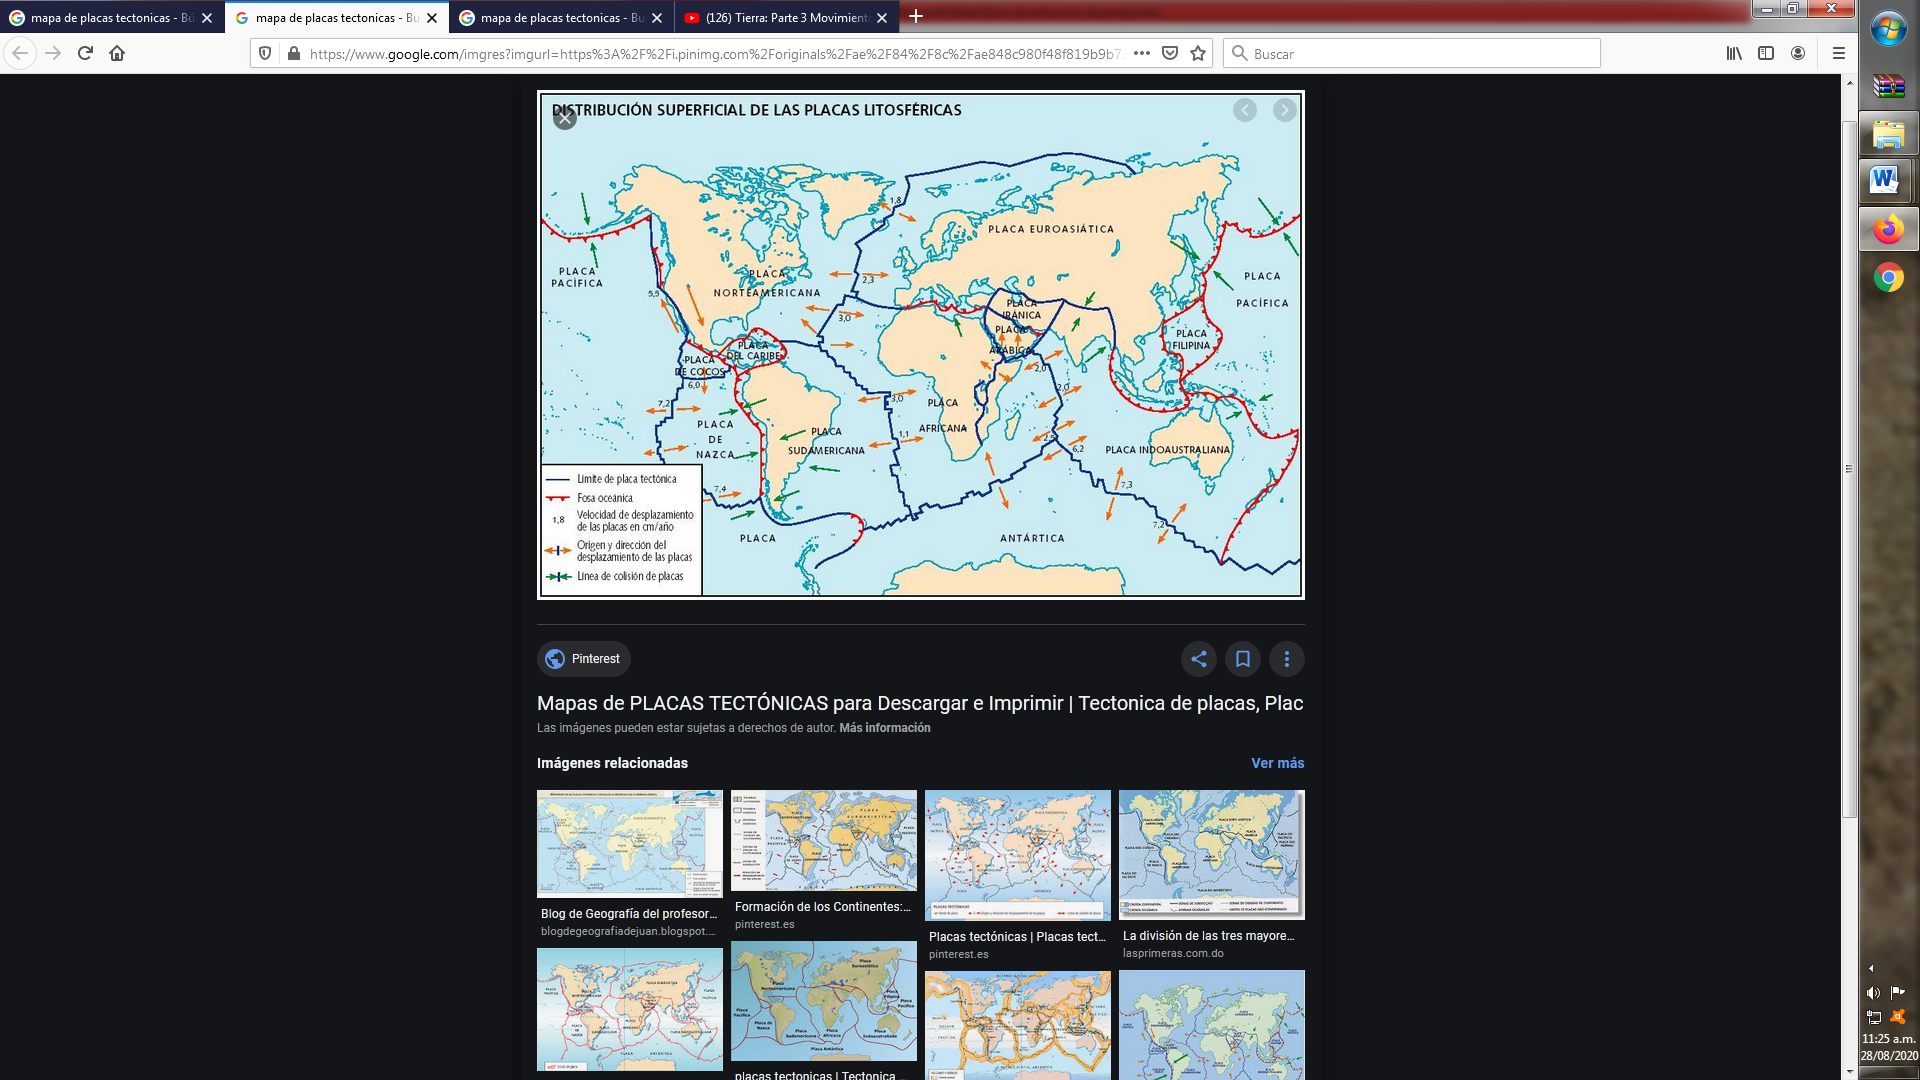 mapa de placas tectonicas - Bú
mapa de placas tectonicas - Bu
mapa de placas tectonicas - Bu
(126) Tierra: Parte 3 Movimient
https://www.google.com/imgres?imgurl=https%3A%2F%2Fi.pinimg.com%2Foriginals%2Fae%2F84%2F8c%2Fae848c980f48f819b9b7
Buscar
DISTRIBUCIÓN SUPERFICIAL DE LAS PLACAS LITOSFÉRICAS
1,8
PLACA EUROASIÁTICA
PLACA
PACÍFICA
PLACA
NORTEAMERICANA
2,3
PLACA
PACÍFICA
5,5
3,0
PLACA
IRÁNICA
PLACA
ARÁBIGA
PLACA
FILIPINA
PLACA
DEL CARIBE
PLACA
DE COCOS
6,0
2,0
2,0
7,2
3,0
PLACA
AFRICANA
PLACA
DE
NAZCA
PLACA
SUDAMERICANA
1,1
2,5
6,2
PLACA INDOAUSTRALIANA
7,4
7,3
7,2
PLACA
ANTÁRTICA
Límite de placa tectónica
Fosa oceánica
1,8
Velocidad de desplazamiento
de las placas en cm/año
Origen y dirección del
desplazamiento de las placas
Línea de colisión de placas
Pinterest
Mapas de PLACAS TECTÓNICAS para Descargar e Imprimir | Tectonica de placas, Plac
Las imágenes pueden estar sujetas a derechos de autor. Más información
Imágenes relacionadas
Ver más
Blog de Geografía del profesor...
blogdegeografiadejuan.blogspot....
Formación de los Continentes:...
pinterest.es
Placas tectónicas | Placas tect...
pinterest.es
La división de las tres mayore...
lasprimeras.com.do
placas tectonicas | Tectonica ...
11:25 a.m.
28/08/2020